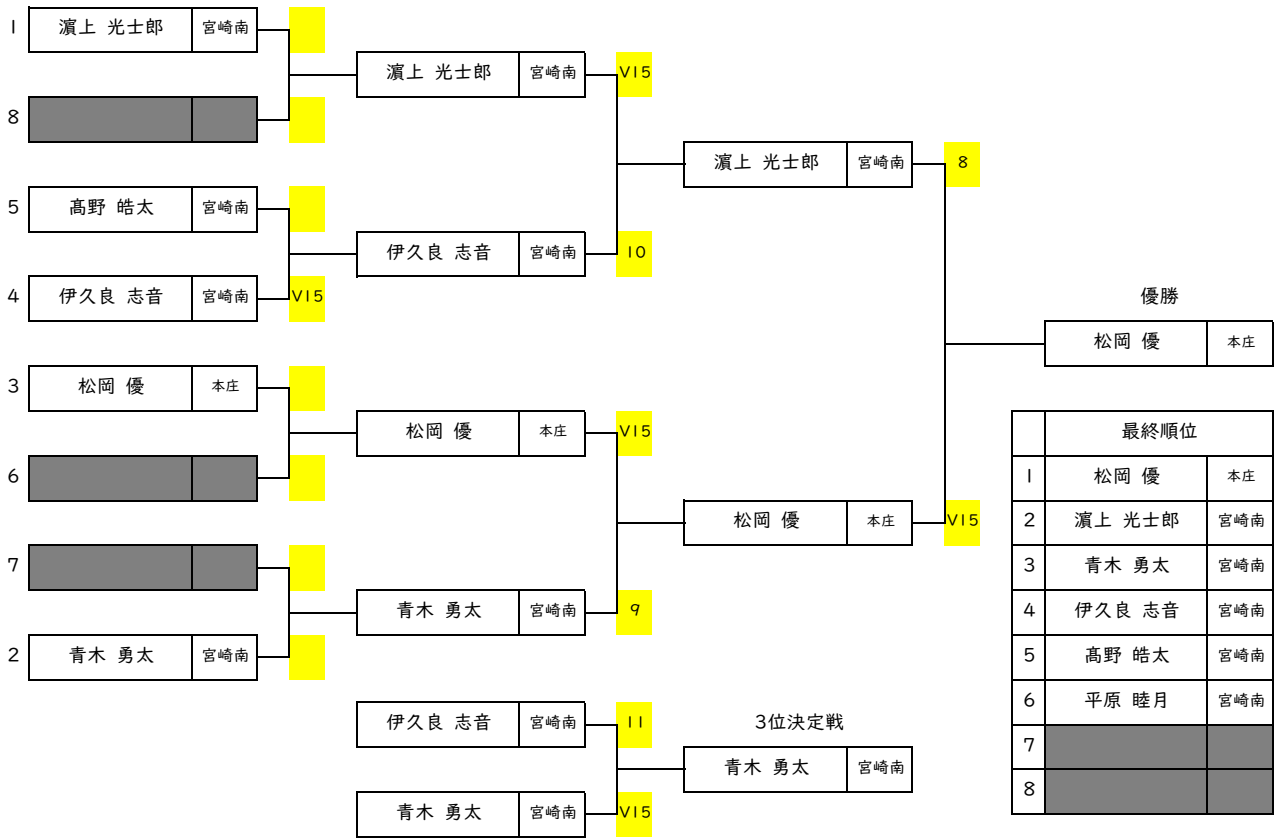 1 濵上 光士郎 宮崎南
濵上 光士郎 宮崎南 V15
8
濵上 光士郎 宮崎南 8
5 髙野 皓太 宮崎南
伊久良 志音 宮崎南 10
4 伊久良 志音 宮崎南 V15
優勝
松岡 優 本庄
3 松岡 優 本庄
松岡 優 本庄 V15
6
松岡 優 本庄 V15
7
青木 勇太 宮崎南 9
2 青木 勇太 宮崎南
伊久良 志音 宮崎南 11
3位決定戦
青木 勇太 宮崎南
青木 勇太 宮崎南 V15
最終順位
1 松岡 優 本庄
2 濵上 光士郎 宮崎南
3 青木 勇太 宮崎南
4 伊久良 志音 宮崎南
5 髙野 皓太 宮崎南
6 平原 睦月 宮崎南
7
8